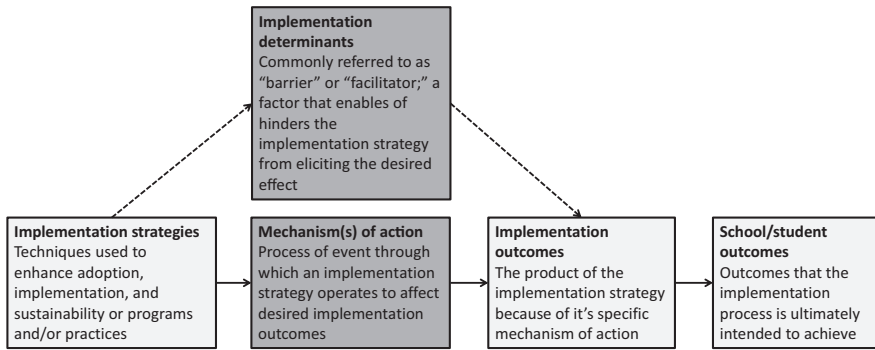 Implementation
determinants
Commonly referred to as
“barrier” or “facilitator;” a
factor that enables of
hinders the
implementation strategy
from eliciting the desired
effect
Implementation strategies
Techniques used to
enhance adoption,
implementation, and
sustainability or programs
and/or practices
Mechanism(s) of action
Process of event through
which an implementation
strategy operates to affect
desired implementation
outcomes
Implementation
outcomes
The product of the
implementation strategy
because of it’s specific
mechanism of action
School/student
outcomes
Outcomes that the
implementation
process is ultimately
intended to achieve